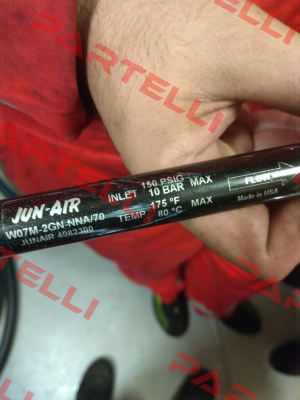 PARTELLI
JUN-AIR
W07M-2GN-NNA/70
JUNAIR 4082300
INLET 150 PSIG MAX
10 BAR
TEMP 175 °F MAX
80 °C
FLOW
Made in USA
PARTELLI
PARTELLI